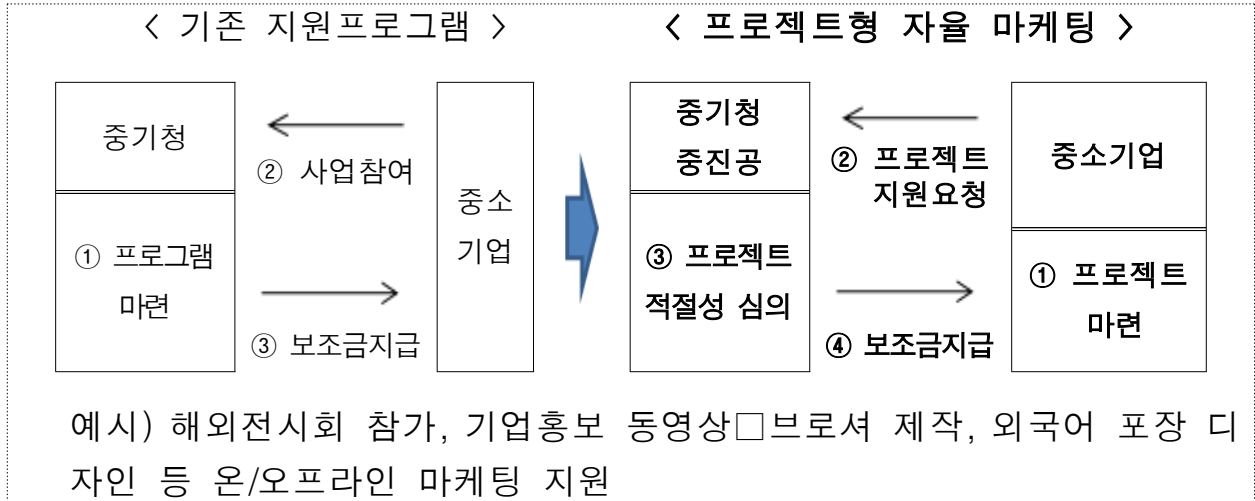 < 기존 지원프로그램 >
중기청
① 프로그램
마련
② 사업참여
③ 보조금지급
중소
기업
< 프로젝트형 자율 마케팅 >
중기청
중진공
③ 프로젝트
적절성 심의
② 프로젝트
지원요청
④ 보조금지급
중소기업
① 프로젝트
마련
예시) 해외전시회 참가, 기업홍보 동영상□브로셔 제작, 외국어 포장 디
자인 등 온/오프라인 마케팅 지원